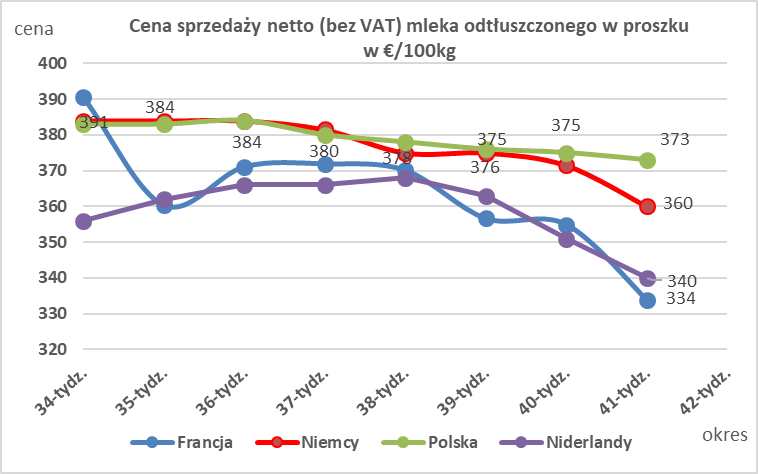 cena
Cena sprzedaży netto (bez VAT) mleka odtłuszczonego w proszku
w €/100kg
400
390
380
370
360
350
340
330
320
391
384
384
380
378
375
376
375
373
360
340
334
34-tydz.
35-tydz.
36-tydz.
37-tydz.
38-tydz.
39-tydz.
40-tydz.
41-tydz.
42-tydz.
okres
Francja Niemcy Polska Niderlandy